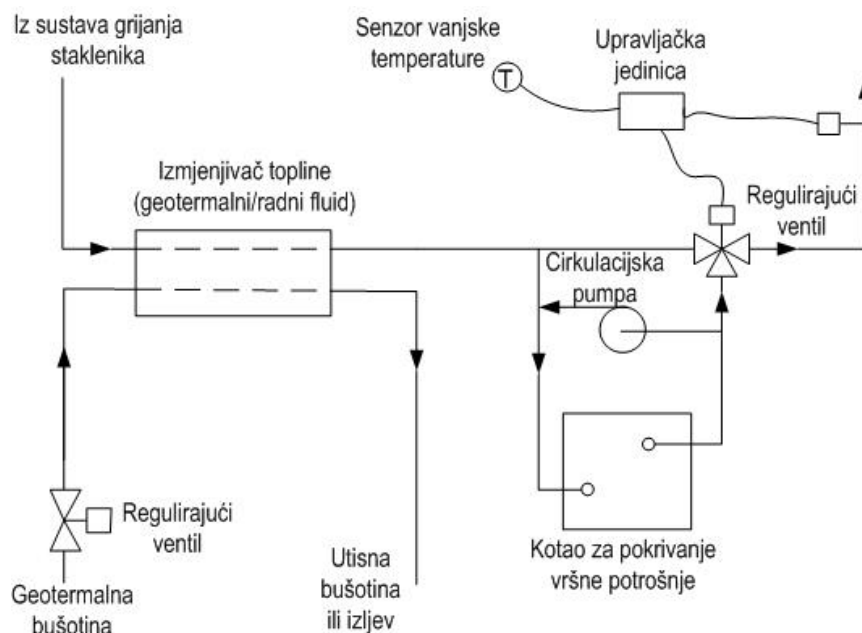 Iz sustava grijanja
staklenika
Senzor vanjske
temperature
T
Upravljačka
jedinica
Izmjenjivač topline
(geotermalni/radni fluid)
Regulirajući
ventil
Cirkulacijska
pumpa
Regulirajući
ventil
Geotermalna
bušotina
Utisna
bušotina
ili izljev
Kotao za pokrivanje
vršne potrošnje